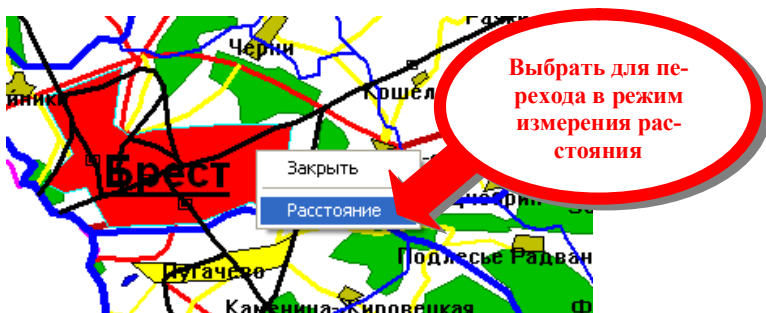 Черни
Кошел
Выбрать для пе-
рехода в режим
измерения рас-
стояния
Брест
Закрыть
Расстояние
Пугачево
Подлесье Радван
Каменица-Жировецкая